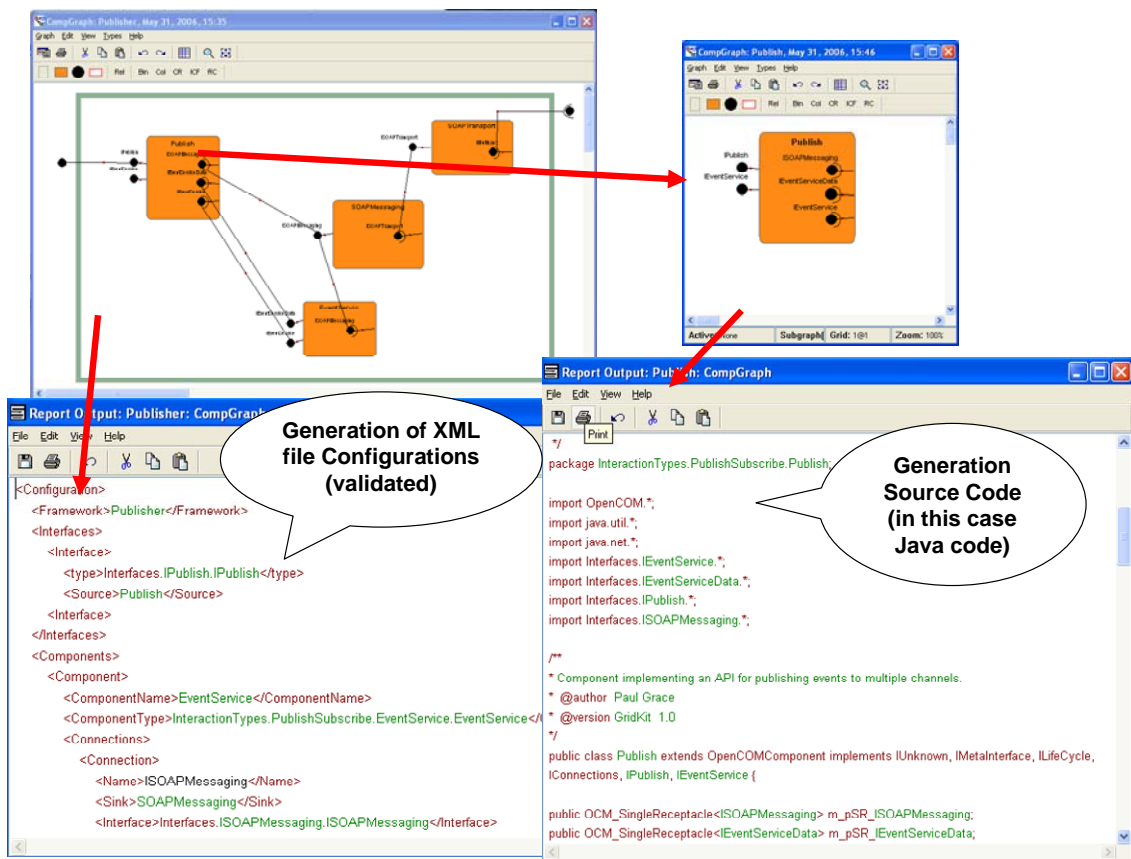 CompGraph: Publisher, May 31, 2006, 15:35
Graph Edit View Types Help
Rel Bin Col CR ICF RC
Publish
SOAPTransport
ISOAPTransport
SOAPMessaging
ISOAPTransport
ISOAPMessaging
EventService
ISOAPMessaging
CompGraph: Publish, May 31, 2006, 15:46
Graph Edit View Types Help
Rel Bin Col CR ICF RC
Publish
Publish
ISOAPMessaging
IEventService
IEventServiceData
IEventService
Active: None Subgraph[ Grid: 1@1 Zoom: 100%
Report Output: Publisher: CompGraph
File Edit View Help
Generation of XML
file Configurations
(validated)
<Configuration>
<Framework>Publisher</Framework>
<Interfaces>
<Interface>
<type>Interfaces.IPublish.IPublish</type>
<Source>Publish</Source>
<Interface>
</Interfaces>
<Components>
<Component>
<ComponentName>EventService</ComponentName>
<ComponentType>InteractionTypes.PublishSubscribe.EventService.EventService</
<Connections>
<Connection>
<Name>ISOAPMessaging</Name>
<Sink>SOAPMessaging</Sink>
<Interface>Interfaces.ISOAPMessaging.ISOAPMessaging</Interface>
Report Output: Publish: CompGraph
File Edit View Help
Print
Generation
Source Code
(in this case
Java code)
*/
package InteractionTypes.PublishSubscribe.Publish;
import OpenCOM.*;
import java.util.*;
import java.net.*;
import Interfaces.IEventService.*;
import Interfaces.IEventServiceData.*;
import Interfaces.IPublish.*;
import Interfaces.ISOAPMessaging.*;
/**
* Component implementing an API for publishing events to multiple channels.
* @author Paul Grace
* @version GridKit 1.0
*/
public class Publish extends OpenCOMComponent implements IUnknown, IMetaInterface, ILifeCycle,
IConnections, IPublish, IEventService {
public OCM_SingleReceptacle<ISOAPMessaging> m_pSR_ISOAPMessaging;
public OCM_SingleReceptacle<IEventServiceData> m_pSR_IEventServiceData;